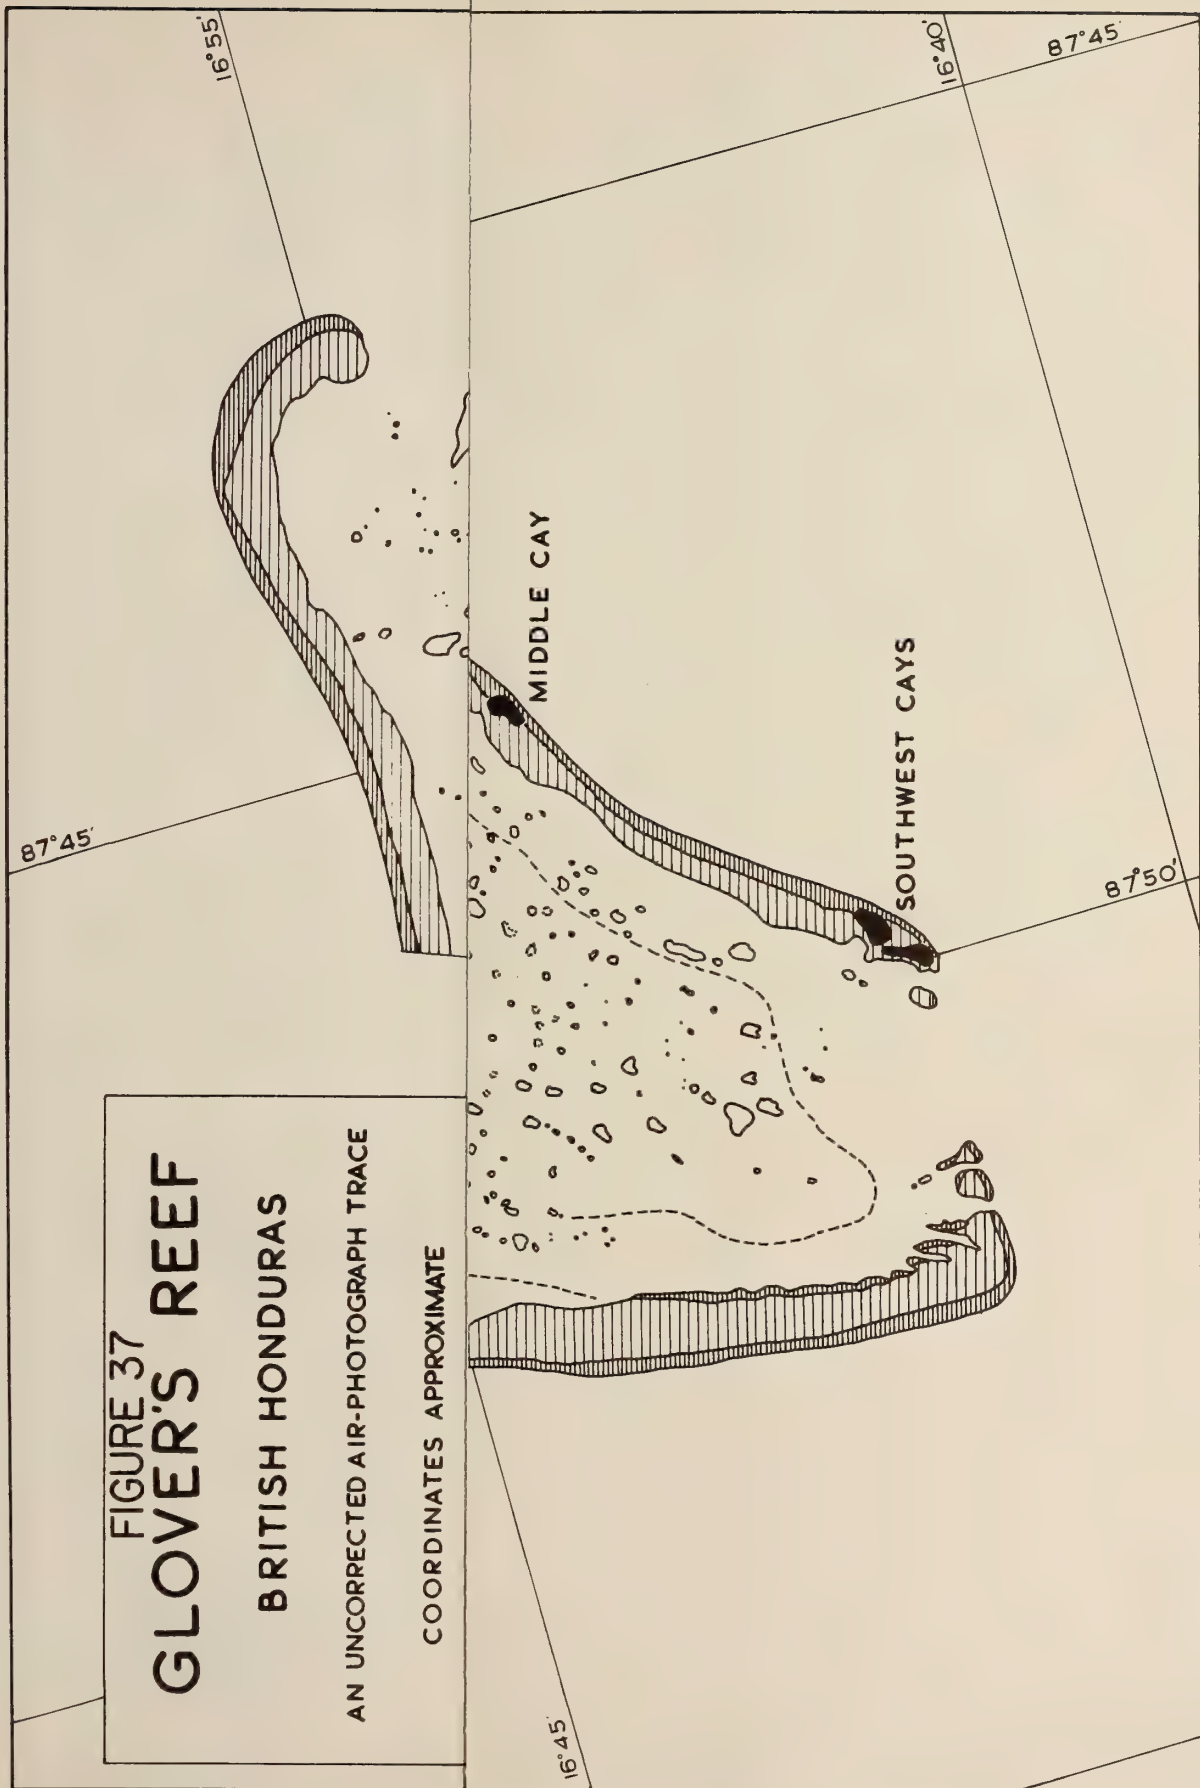 FIGURE 37
GLOVER'S REEF
BRITISH HONDURAS
AN UNCORRECTED AIR-PHOTOGRAPH TRACE
COORDINATES APPROXIMATE
16°55'
16°40'
87°45'
MIDDLE CAY
SOUTHWEST CAYS
87°45'
87°50'
16°45'